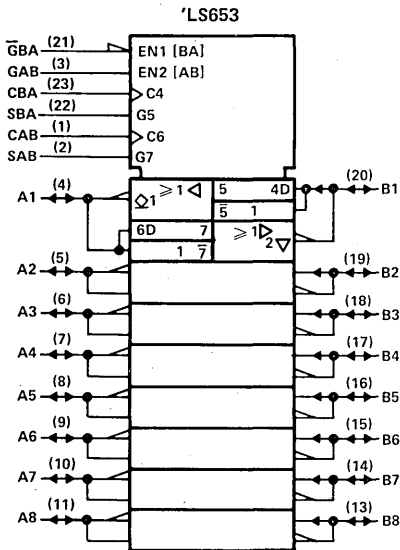 'LS653
G̅BA (21) EN1 [BA]
GAB (3) EN2 [AB]
CBA (23) C4
SBA (22) G5
CAB (1) C6
SAB (2) G7
A1 (4) ◇1 ≥1 ◁ 5 4D (20) B1
5̅ 1
6D 7 ≥1 ▷
1 7̅ 2 ▽
A2 (5) (19) B2
A3 (6) (18) B3
A4 (7) (17) B4
A5 (8) (16) B5
A6 (9) (15) B6
A7 (10) (14) B7
A8 (11) (13) B8